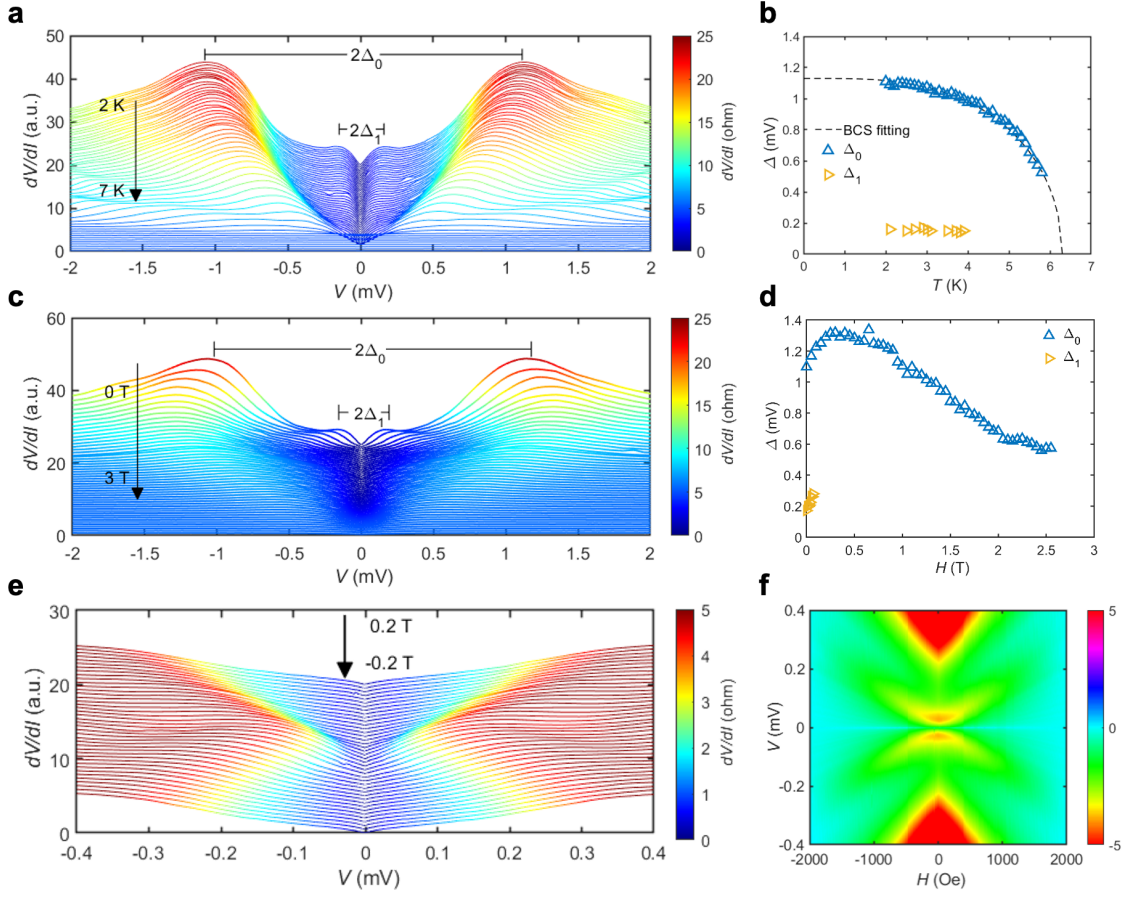 a
50
40
30
20
10
0
dV/dI (a.u.)
2Δ0
2Δ1
2 K
7 K
-2
-1.5
-1
-0.5
0
0.5
1
1.5
2
V (mV)
25
20
15
10
5
0
dV/dI (ohm)
b
1.4
1.2
1
0.8
0.6
0.4
0.2
0
Δ (mV)
BCS fitting
Δ0
Δ1
0
1
2
3
4
5
6
7
T (K)
c
60
40
20
0
dV/dI (a.u.)
2Δ0
2Δ1
0 T
3 T
-2
-1.5
-1
-0.5
0
0.5
1
1.5
2
V (mV)
25
20
15
10
5
0
dV/dI (ohm)
d
1.4
1.2
1
0.8
0.6
0.4
0.2
0
Δ (mV)
Δ0
Δ1
0
0.5
1
1.5
2
2.5
3
H (T)
e
30
20
10
0
dV/dI (a.u.)
0.2 T
-0.2 T
-0.4
-0.3
-0.2
-0.1
0
0.1
0.2
0.3
0.4
V (mV)
5
4
3
2
1
0
dV/dI (ohm)
f
0.4
0.2
0
-0.2
-0.4
V (mV)
-2000
-1000
0
1000
2000
H (Oe)
5
0
-5